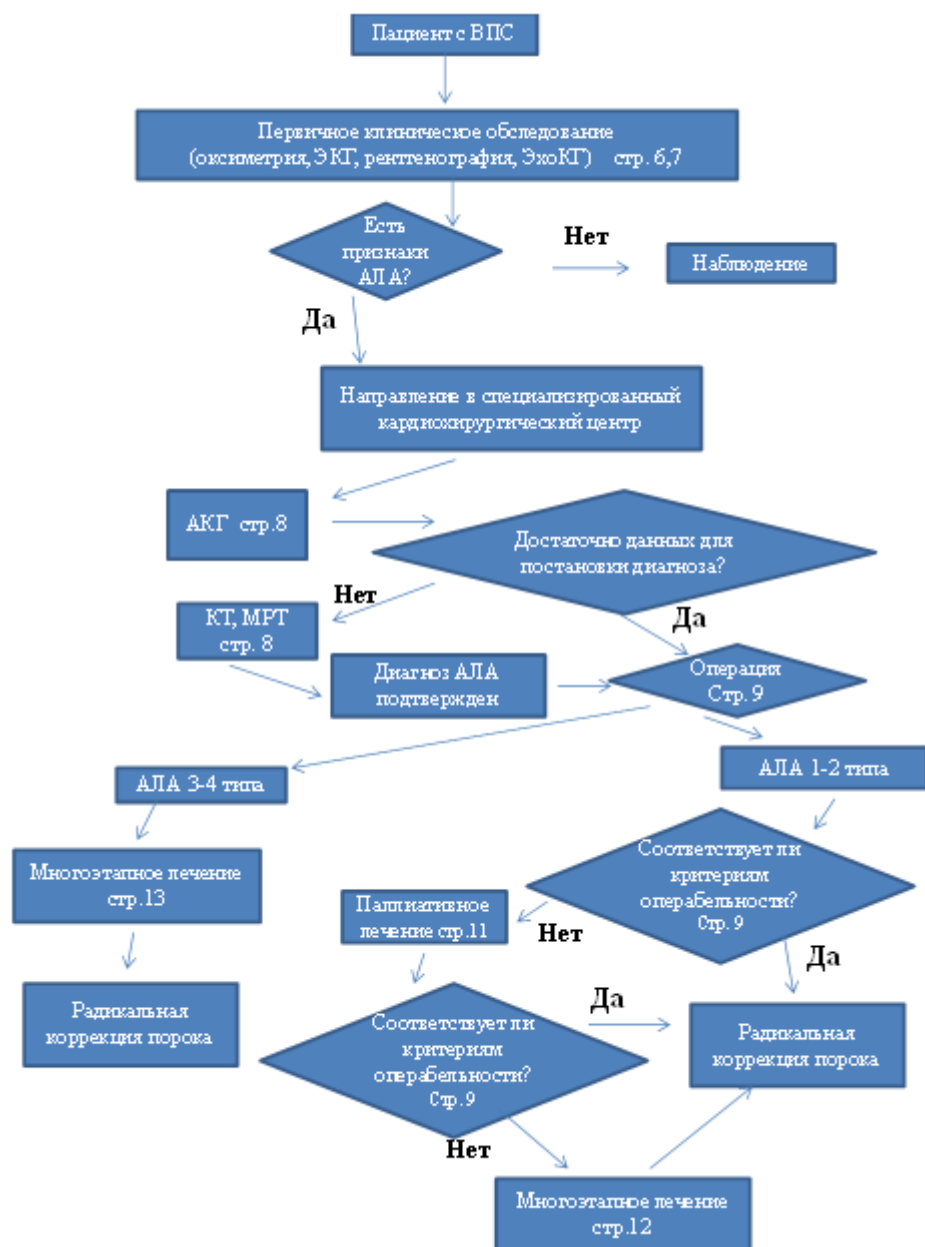 Пациент с ВПС
Первичное клиническое обследование
(оксиметрия, ЭКГ, рентгенография, ЭхоКГ) стр. 6,7
Есть
признаки
АЛА?
Нет
Наблюдение
Да
Направление в специализированный
кардиохирургический центр
АКГ стр.8
Достаточно данных для
постановки диагноза?
Нет
КТ, МРТ
стр. 8
Да
Диагноз АЛА
подтвержден
Операция
Стр. 9
АЛА 3-4 типа
АЛА 1-2 типа
Многоэтапное лечение
стр.13
Соответствует ли
критериям
операбельности?
Стр. 9
Паллиативное
лечение стр.11
Нет
Да
Радикальная
коррекция порока
Соответствует ли
критериям
операбельности?
Стр. 9
Да
Радикальная
коррекция порока
Нет
Многоэтапное лечение
стр.12